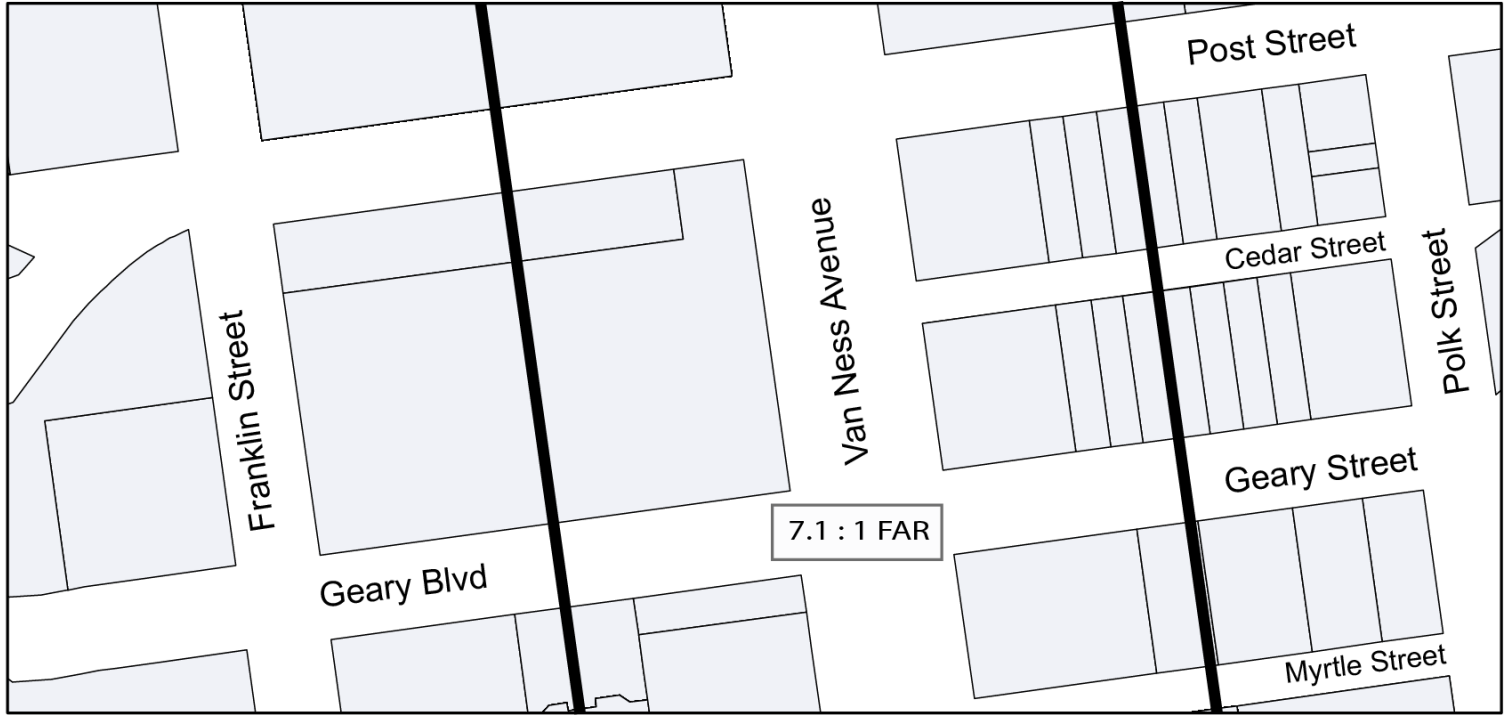 Post Street
Cedar Street
Van Ness Avenue
Polk Street
Franklin Street
Geary Street
7.1 : 1 FAR
Geary Blvd
Myrtle Street